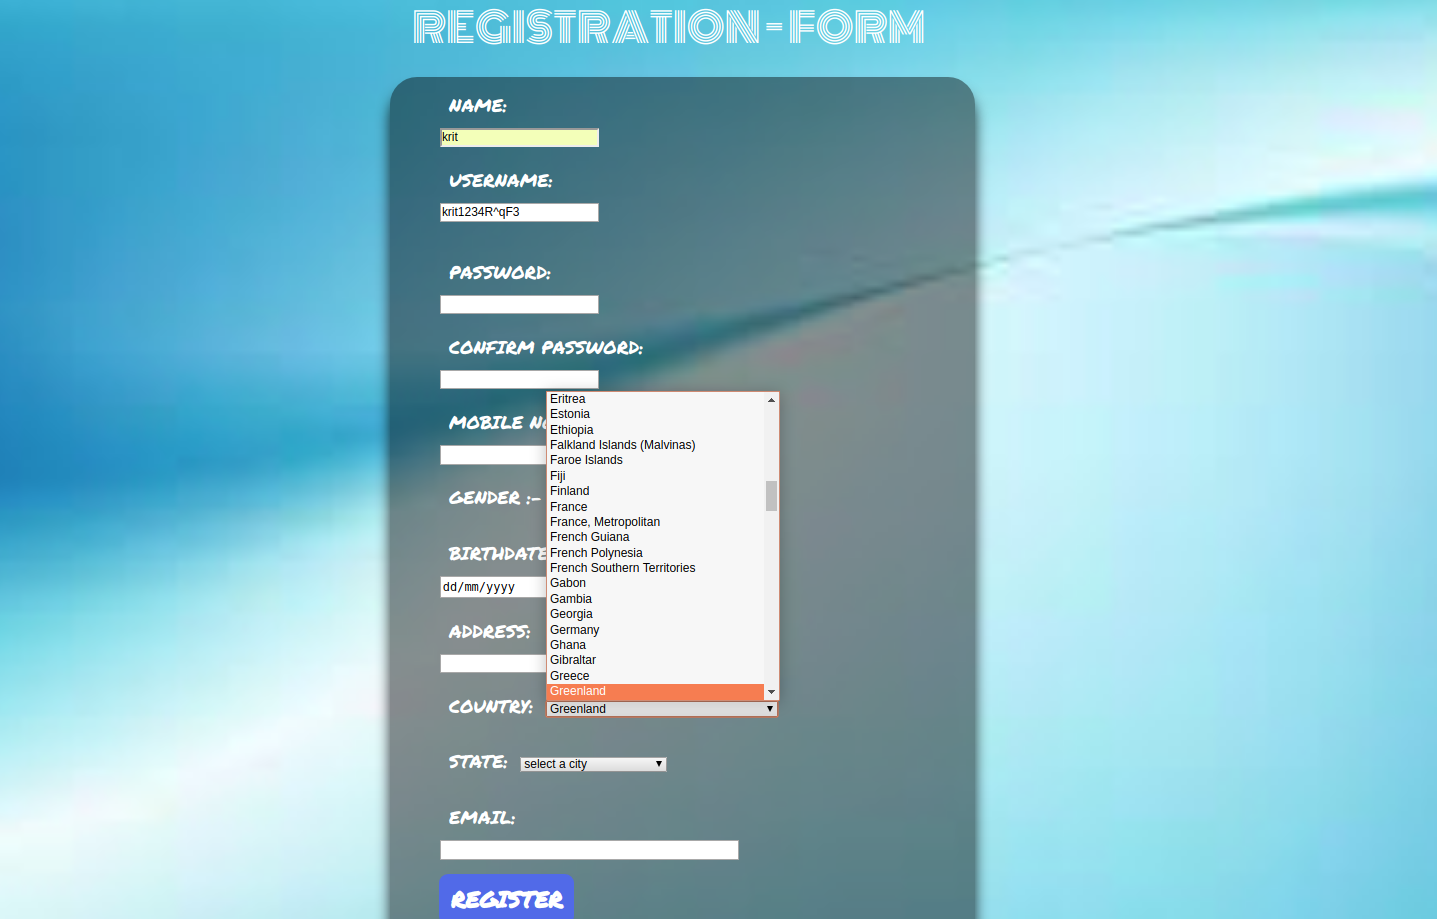 REGISTRATION-FORM
NAME:
krit
USERNAME:
krit1234R^qF3
PASSWORD:
CONFIRM PASSWORD:
MOBILE
GENDER :-
BIRTHDATE
dd/mm/yyyy
ADDRESS:
Eritrea
Estonia
Ethiopia
Falkland Islands (Malvinas)
Faroe Islands
Fiji
Finland
France
France, Metropolitan
French Guiana
French Polynesia
French Southern Territories
Gabon
Gambia
Georgia
Germany
Ghana
Gibraltar
Greece
Greenland
COUNTRY: Greenland
STATE: select a city
EMAIL:
REGISTER